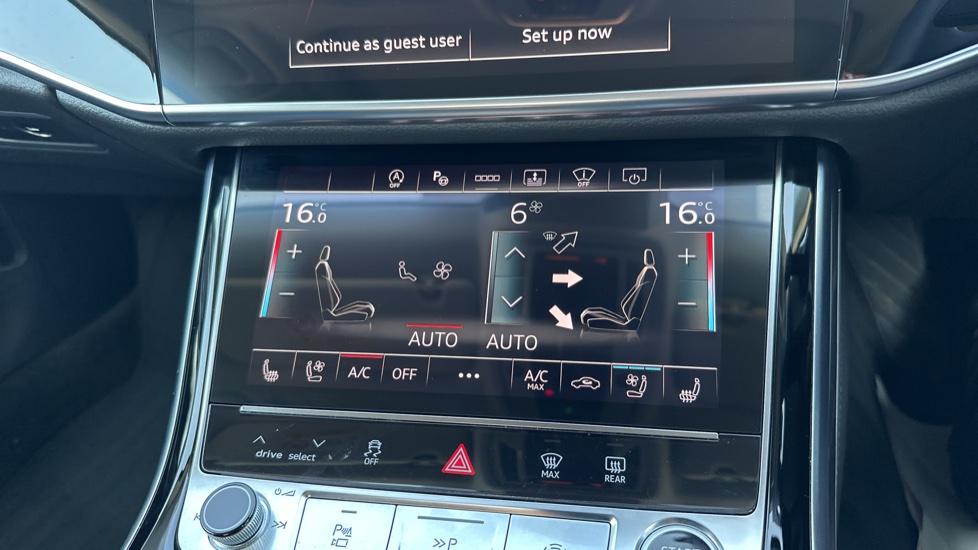 Continue as guest user Set up now
A OFF P i OFF
16.0 °C 6 16.0 °C
+ +
− −
AUTO AUTO
A/C OFF ••• A/C MAX
drive select OFF MAX REAR
P P
START